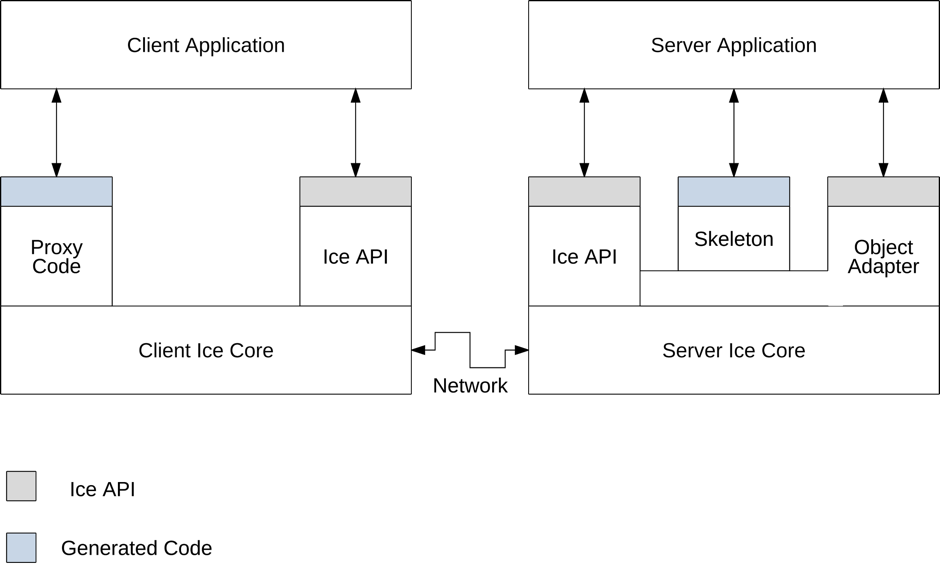 Client Application
Server Application
Proxy
Code
Ice API
Ice API
Skeleton
Object
Adapter
Client Ice Core
Server Ice Core
Network
Ice API
Generated Code